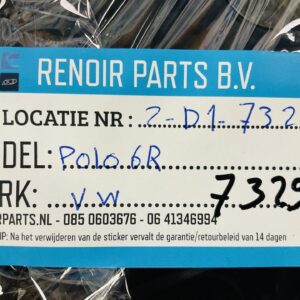 RENOIR PARTS B.V.
LOCATIE NR: 2-D1-732
DEL: Polo 6R
RK: VW 7329
RPARTS.NL - 085 0603676 - 06 41346994
IP: Na het verwijderen van de sticker vervalt de garantie/retourbeleid van 14 dagen